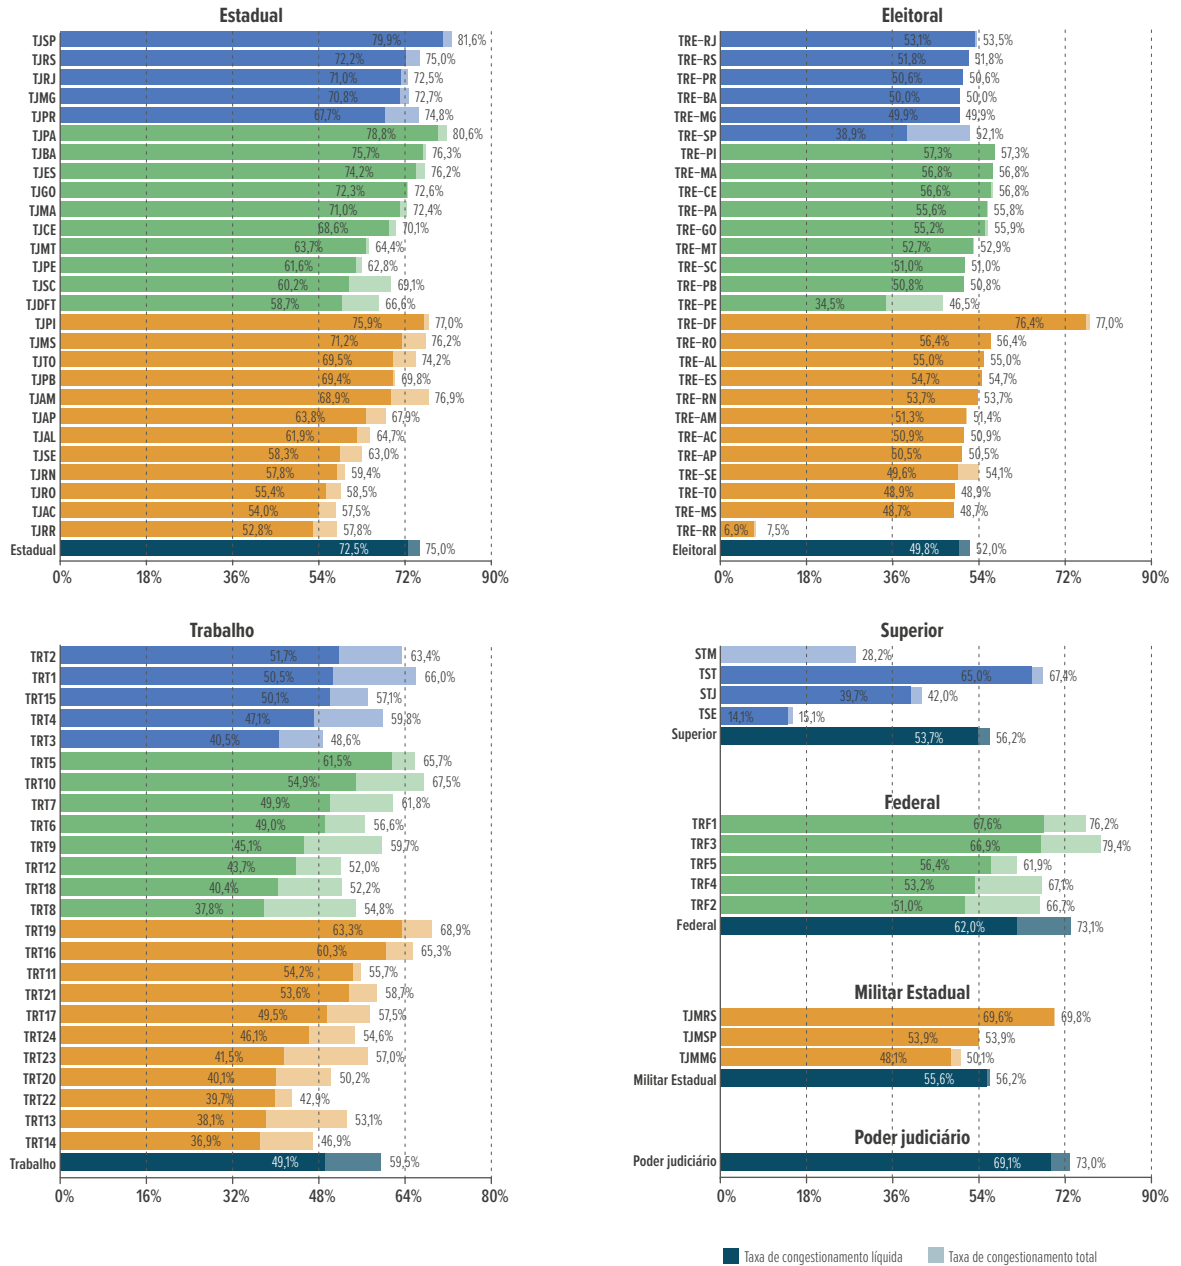 Estadual
TJSP 79,9% 81,6%
TJRS 72,2% 75,0%
TJRJ 71,0% 72,5%
TJMG 70,8% 72,7%
TJPR 67,7% 74,8%
TJPA 78,8% 80,6%
TJBA 75,7% 76,3%
TJES 74,2% 76,2%
TJGO 72,3% 72,6%
TJMA 71,0% 72,4%
TJCE 68,6% 70,1%
TJMT 63,7% 64,4%
TJPE 61,6% 62,8%
TJSC 60,2% 69,1%
TJDFT 58,7% 66,6%
TJPI 75,9% 77,0%
TJMS 71,2% 76,2%
TJTO 69,5% 74,2%
TJPB 69,4% 69,8%
TJAM 68,9% 76,9%
TJAP 63,8% 67,9%
TJAL 61,9% 64,7%
TJSE 58,3% 63,0%
TJRN 57,8% 59,4%
TJRO 55,4% 58,5%
TJAC 54,0% 57,5%
TJRR 52,8% 57,8%
Estadual 72,5% 75,0%
0% 18% 36% 54% 72% 90%
Eleitoral
TRE-RJ 53,1% 53,5%
TRE-RS 51,8% 51,8%
TRE-PR 50,6% 50,6%
TRE-BA 50,0% 50,0%
TRE-MG 49,9% 49,9%
TRE-SP 38,9% 52,1%
TRE-PI 57,3% 57,3%
TRE-MA 56,8% 56,8%
TRE-CE 56,6% 56,8%
TRE-PA 55,6% 55,8%
TRE-GO 55,2% 55,9%
TRE-MT 52,7% 52,9%
TRE-SC 51,0% 51,0%
TRE-PB 50,8% 50,8%
TRE-PE 34,5% 46,5%
TRE-DF 76,4% 77,0%
TRE-RO 56,4% 56,4%
TRE-AL 55,0% 55,0%
TRE-ES 54,7% 54,7%
TRE-RN 53,7% 53,7%
TRE-AM 51,3% 51,4%
TRE-AC 50,9% 50,9%
TRE-AP 50,5% 50,5%
TRE-SE 49,6% 54,1%
TRE-TO 48,9% 48,9%
TRE-MS 48,7% 48,7%
TRE-RR 6,9% 7,5%
Eleitoral 49,8% 52,0%
0% 18% 36% 54% 72% 90%
Trabalho
TRT2 51,7% 63,4%
TRT1 50,5% 66,0%
TRT15 50,1% 57,1%
TRT4 47,1% 59,8%
TRT3 40,5% 48,6%
TRT5 61,5% 65,7%
TRT10 54,9% 67,5%
TRT7 49,9% 61,8%
TRT6 49,0% 56,6%
TRT9 45,1% 59,7%
TRT12 43,7% 52,0%
TRT18 40,4% 52,2%
TRT8 37,8% 54,8%
TRT19 63,3% 68,9%
TRT16 60,3% 65,3%
TRT11 54,2% 55,7%
TRT21 53,6% 58,7%
TRT17 49,5% 57,5%
TRT24 46,1% 54,6%
TRT23 41,5% 57,0%
TRT20 40,1% 50,2%
TRT22 39,7% 42,9%
TRT13 38,1% 53,1%
TRT14 36,9% 46,9%
Trabalho 49,1% 59,5%
0% 16% 32% 48% 64% 80%
Superior
STM 28,2%
TST 65,0% 67,4%
STJ 39,7% 42,0%
TSE 14,1% 15,1%
Superior 53,7% 56,2%
Federal
TRF1 67,6% 76,2%
TRF3 66,9% 79,4%
TRF5 56,4% 61,9%
TRF4 53,2% 67,1%
TRF2 51,0% 66,7%
Federal 62,0% 73,1%
Militar Estadual
TJMRS 69,6% 69,8%
TJMSP 53,9% 53,9%
TJMMG 48,1% 50,1%
Militar Estadual 55,6% 56,2%
Poder judiciário
Poder judiciário 69,1% 73,0%
0% 18% 36% 54% 72% 90%
Taxa de congestionamento líquida Taxa de congestionamento total